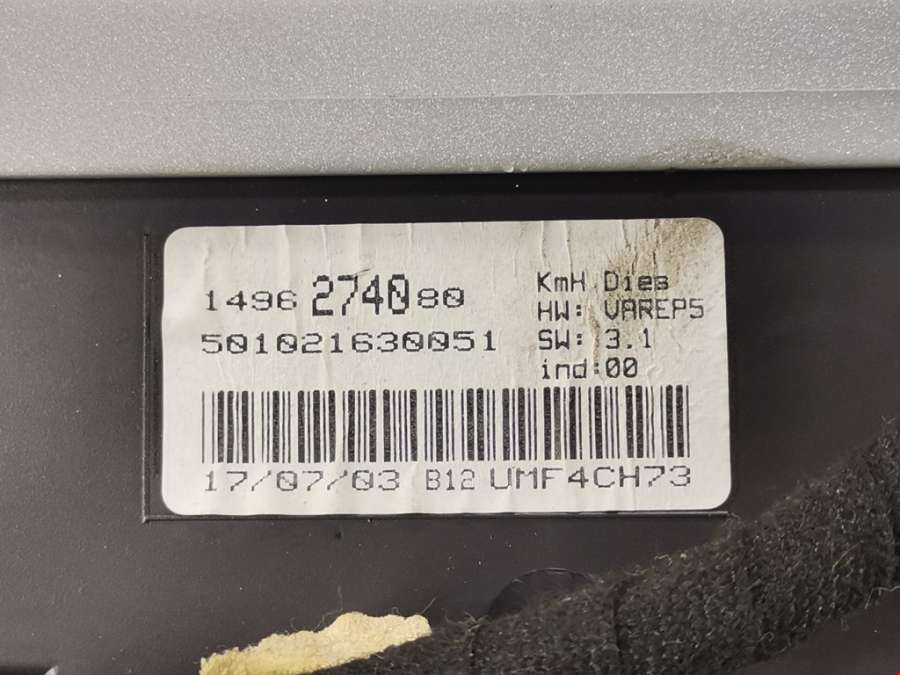 1496 2740 80
501021630051
KmH Dies
HW: VAREP5
SW: 3.1
ind:00
17/07/03 B12 UMF4CH73